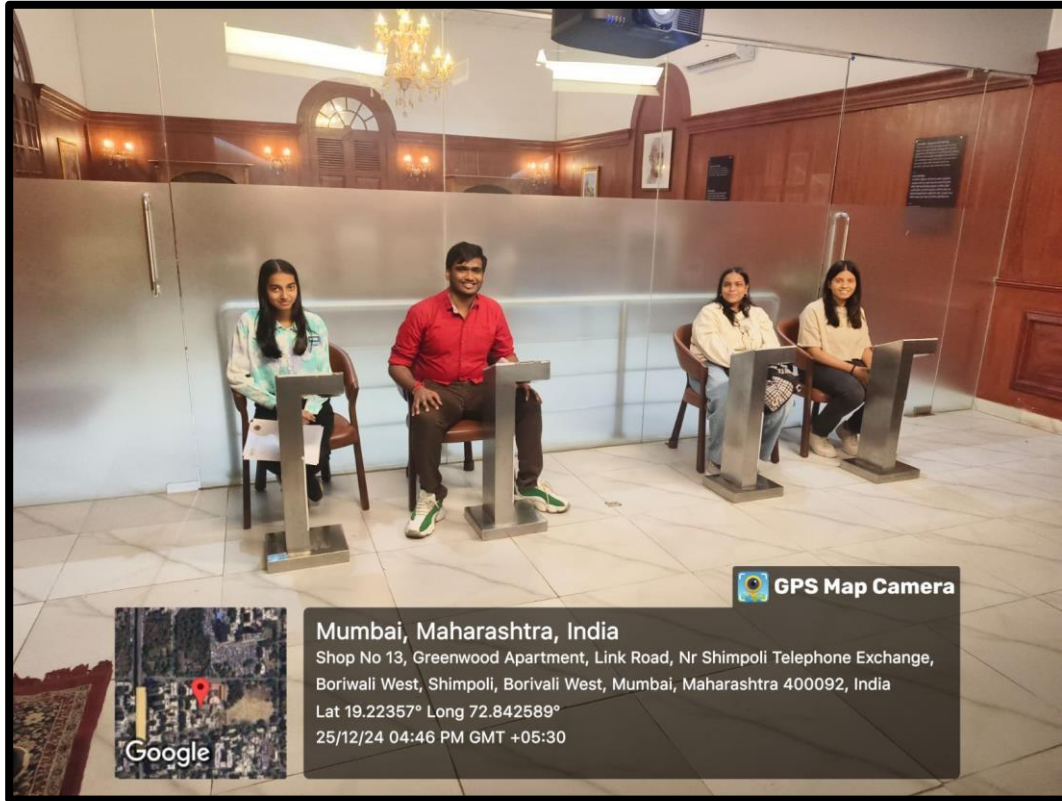 GPS Map Camera
Mumbai, Maharashtra, India
Shop No 13, Greenwood Apartment, Link Road, Nr Shimpoli Telephone Exchange,
Boriwali West, Shimpoli, Borivali West, Mumbai, Maharashtra 400092, India
Lat 19.22357° Long 72.842589°
25/12/24 04:46 PM GMT +05:30
Google